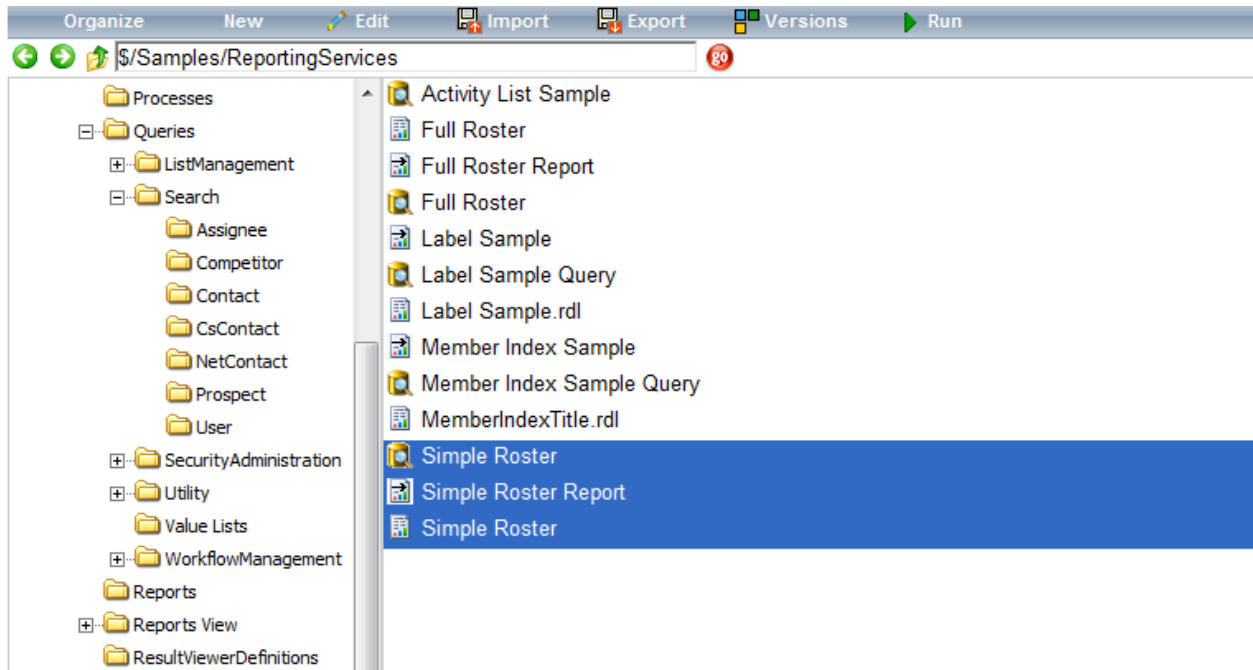 Organize New Edit Import Export Versions Run
$/Samples/ReportingServices go
Processes
Queries
ListManagement
Search
Assignee
Competitor
Contact
CsContact
NetContact
Prospect
User
SecurityAdministration
Utility
Value Lists
WorkflowManagement
Reports
Reports View
ResultViewerDefinitions
Activity List Sample
Full Roster
Full Roster Report
Full Roster
Label Sample
Label Sample Query
Label Sample.rdl
Member Index Sample
Member Index Sample Query
MemberIndexTitle.rdl
Simple Roster
Simple Roster Report
Simple Roster